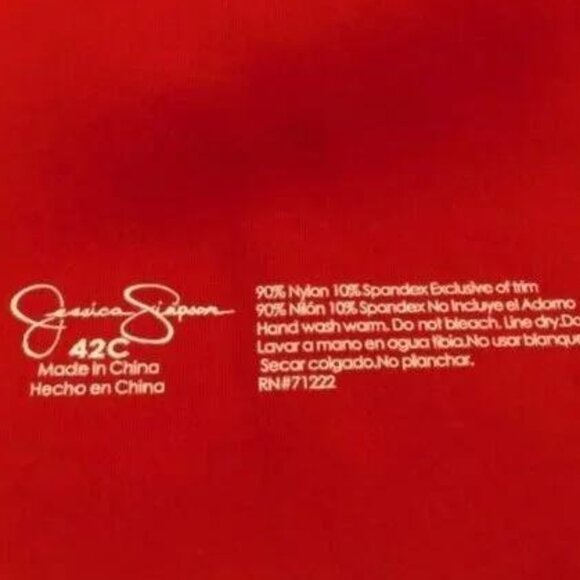 Jessica Simpson
42C
Made in China
Hecho en China
90% Nylon 10% Spandex Exclusive of trim
90% Nilón 10% Spandex No Incluye el Adorno
Hand wash warm. Do not bleach. Line dry.Do
Lavar a mano en agua tibia.No usar blanque
Secar colgado.No planchar.
RN#71222